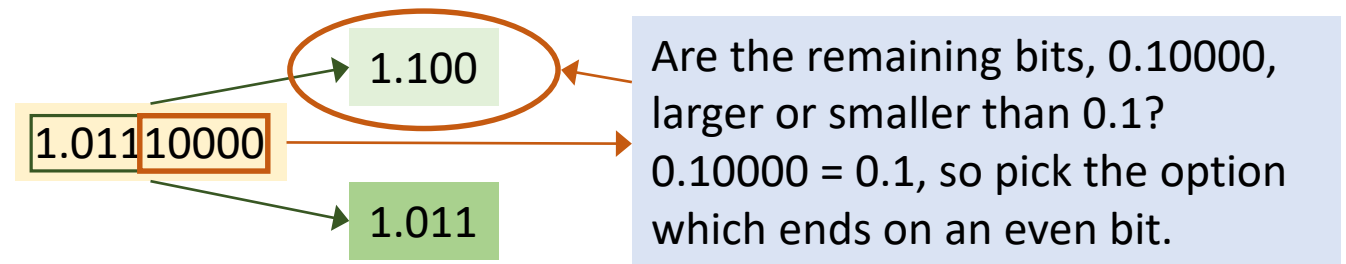 1.100
1.01110000
1.011
Are the remaining bits, 0.10000,
larger or smaller than 0.1?
0.10000 = 0.1, so pick the option
which ends on an even bit.